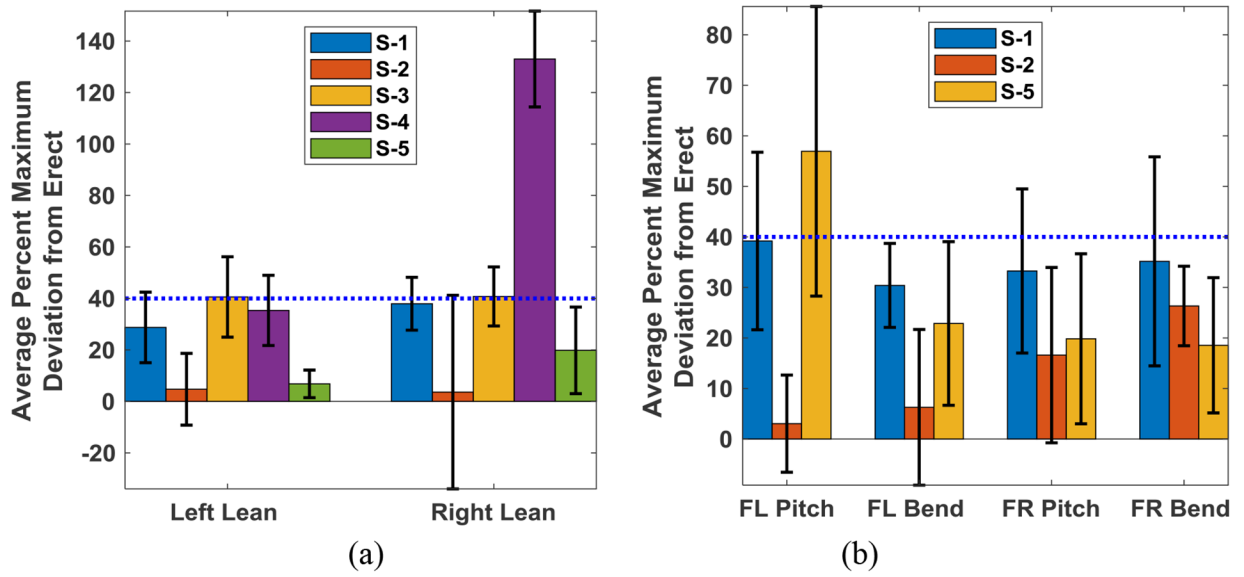 Average Percent Maximum
Deviation from Erect
140
120
100
80
60
40
20
0
-20
S-1
S-2
S-3
S-4
S-5
Left Lean
Right Lean
(a)
Average Percent Maximum
Deviation from Erect
80
70
60
50
40
30
20
10
0
S-1
S-2
S-5
FL Pitch
FL Bend
FR Pitch
FR Bend
(b)